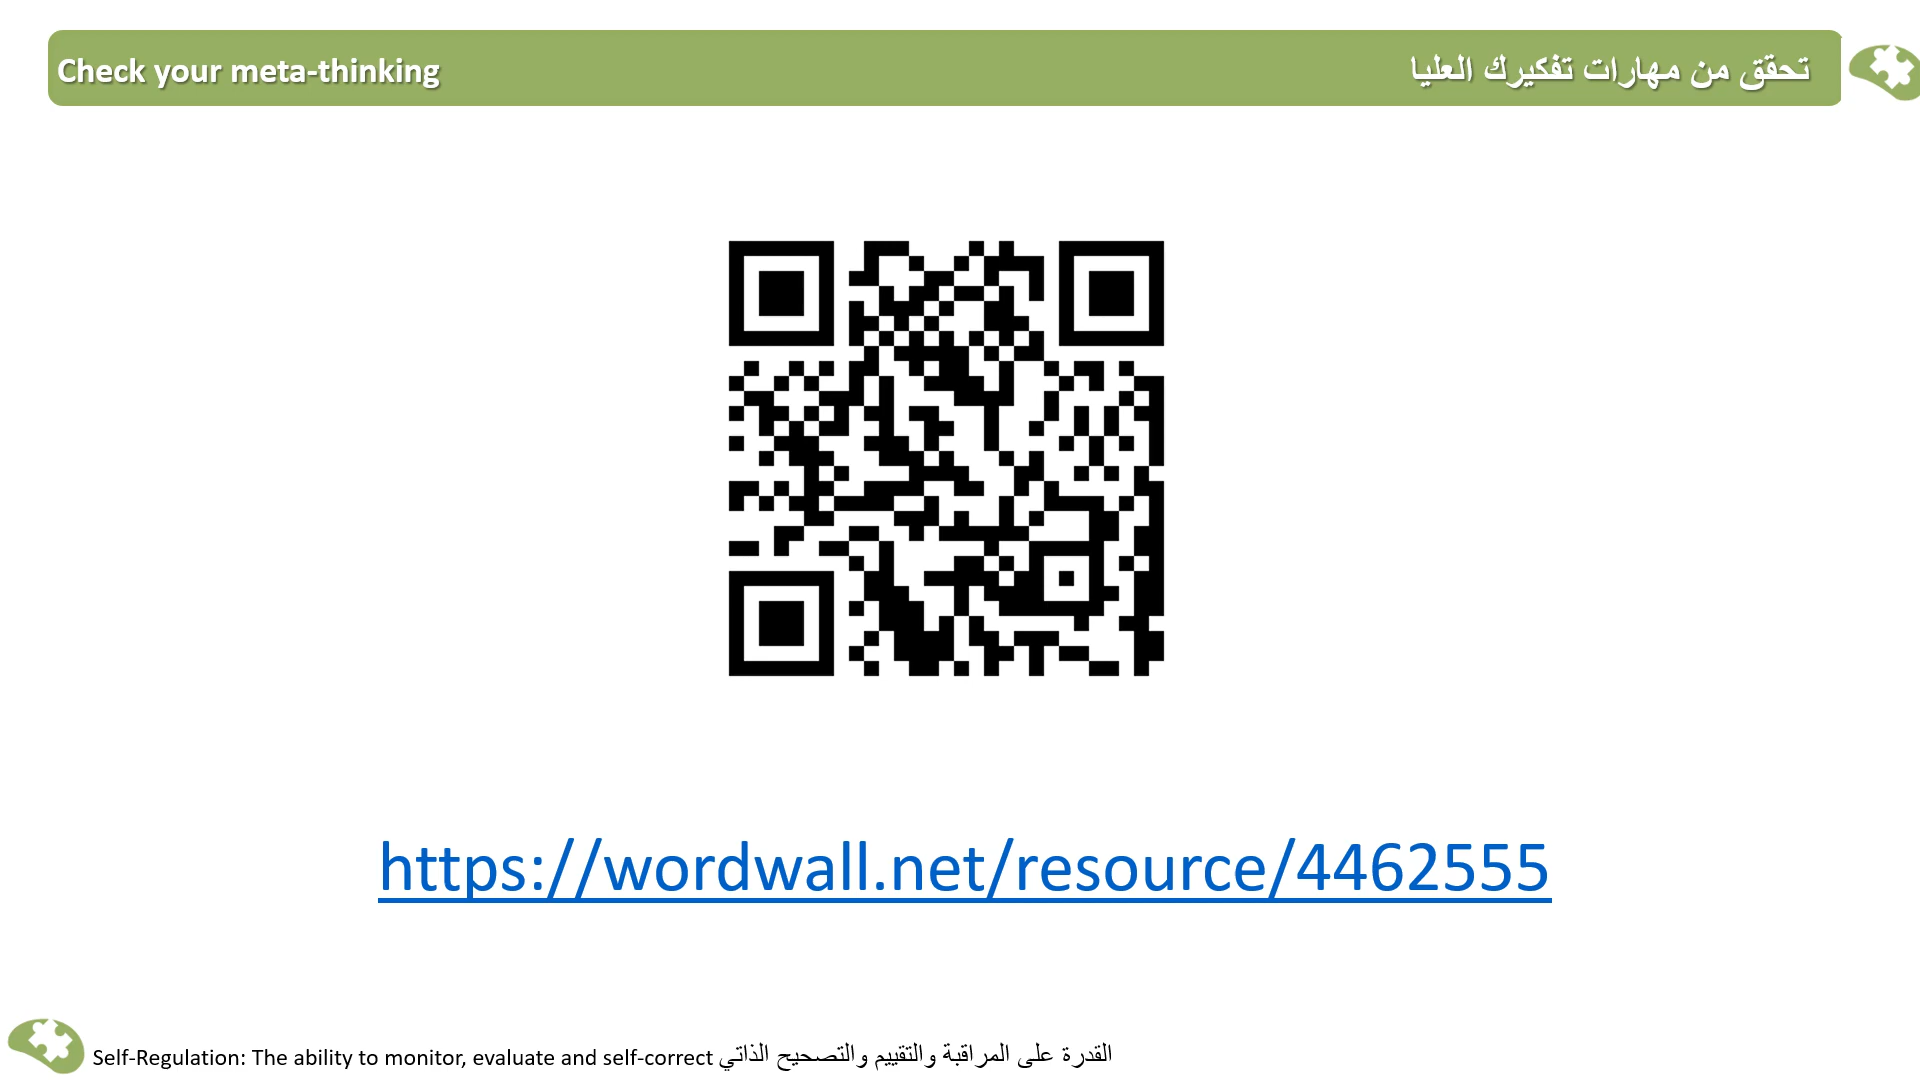 Check your meta-thinking
تحقق من مهارات تفكيرك العليا
https://wordwall.net/resource/4462555
Self-Regulation: The ability to monitor, evaluate and self-correct القدرة على المراقبة والتقييم والتصحيح الذاتي